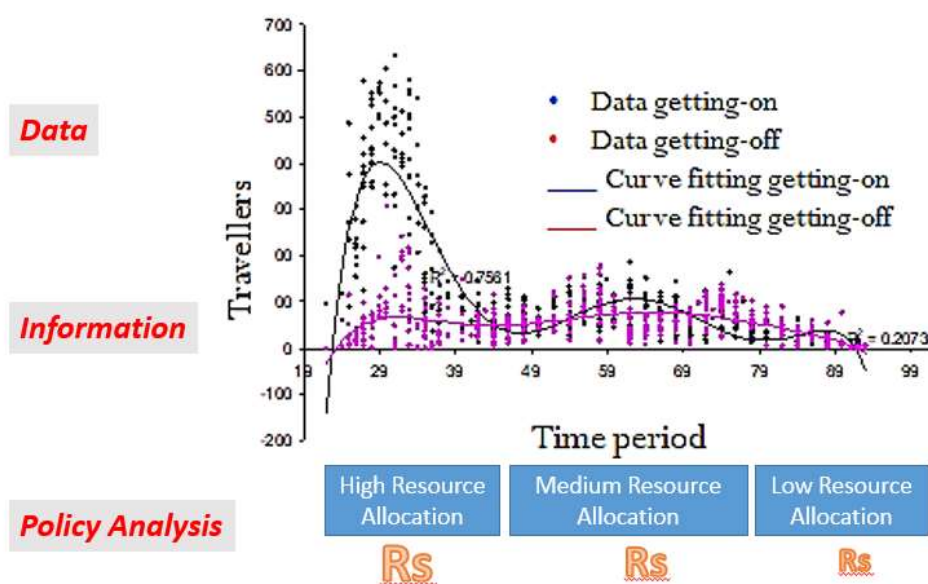 700
600
500
00
00
00
00
0
-100
-200
19
29
39
49
59
69
79
89
99
Travellers
Time period
Data getting-on
Data getting-off
Curve fitting getting-on
Curve fitting getting-off
R² = 0.7561
R² = 0.2073
Data
Information
Policy Analysis
High Resource
Allocation
Medium Resource
Allocation
Low Resource
Allocation
Rs
Rs
Rs